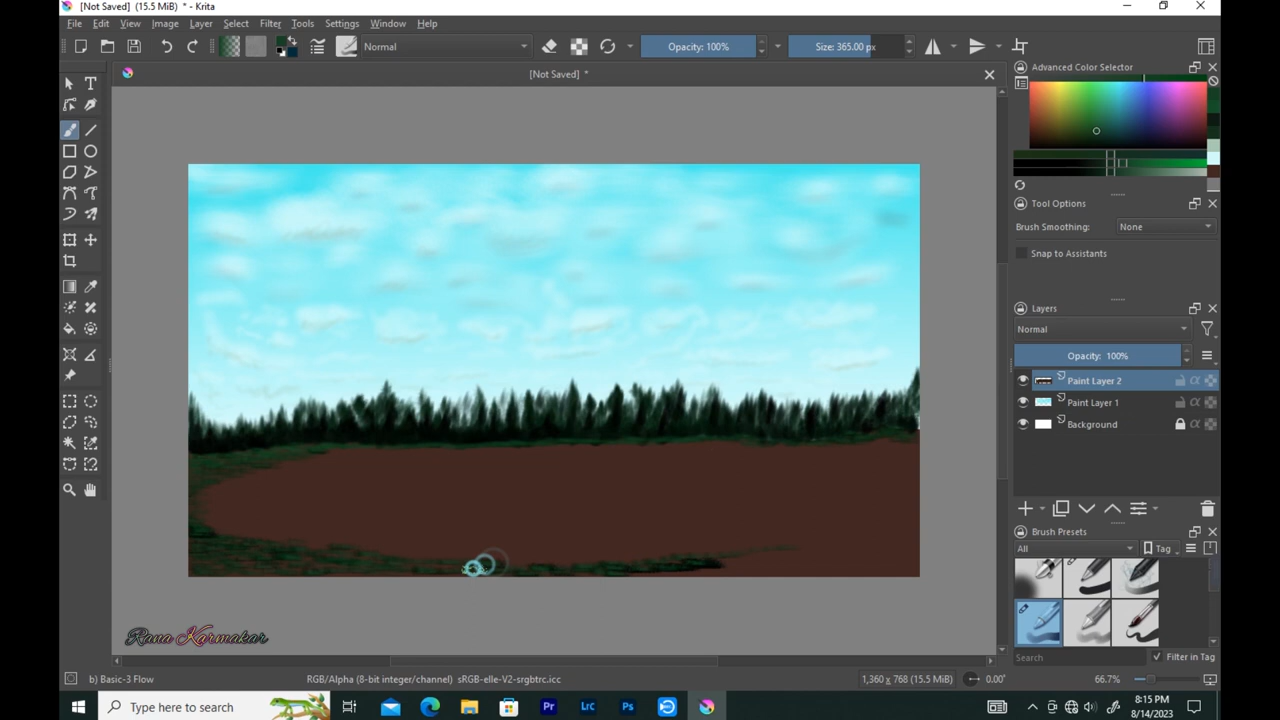 [Not Saved] (15.5 MiB) * - Krita
File Edit View Image Layer Select Filter Tools Settings Window Help
Normal
Opacity: 100%
Size: 365.00 px
[Not Saved] *
Advanced Color Selector
Tool Options
Brush Smoothing: None
Snap to Assistants
Layers
Normal
Opacity: 100%
Paint Layer 2
Paint Layer 1
Background
Brush Presets
All
Tag
Search
Filter in Tag
Rana Karmakar
b) Basic-3 Flow
RGB/Alpha (8-bit integer/channel) sRGB-elle-V2-srgbtrc.icc
1,360 x 768 (15.5 MiB)
0.00°
66.7%
Type here to search
Pr
Lrc
Ps
8:15 PM
8/14/2023